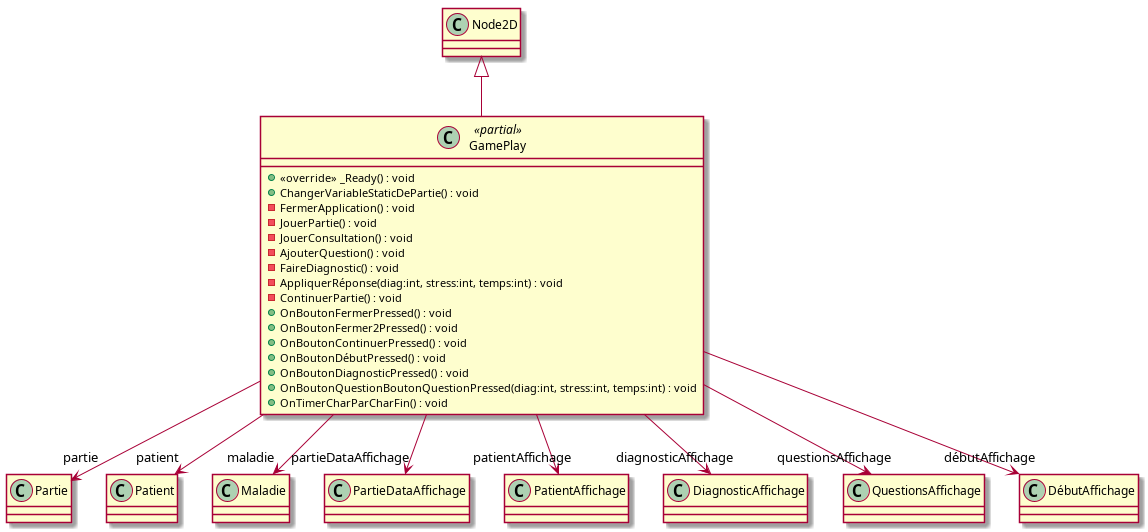 C Node2D
C «partial»
GamePlay
«override» _Ready() : void
ChangerVariableStaticDePartie() : void
FermerApplication() : void
JouerPartie() : void
JouerConsultation() : void
AjouterQuestion() : void
FaireDiagnostic() : void
AppliquerRéponse(diag:int, stress:int, temps:int) : void
ContinuerPartie() : void
OnBoutonFermerPressed() : void
OnBoutonFermer2Pressed() : void
OnBoutonContinuerPressed() : void
OnBoutonDébutPressed() : void
OnBoutonDiagnosticPressed() : void
OnBoutonQuestionBoutonQuestionPressed(diag:int, stress:int, temps:int) : void
OnTimerCharParCharFin() : void
partie patient maladie partieDataAffichage patientAffichage diagnosticAffichage questionsAffichage débutAffichage
C Partie C Patient C Maladie C PartieDataAffichage C PatientAffichage C DiagnosticAffichage C QuestionsAffichage C DébutAffichage